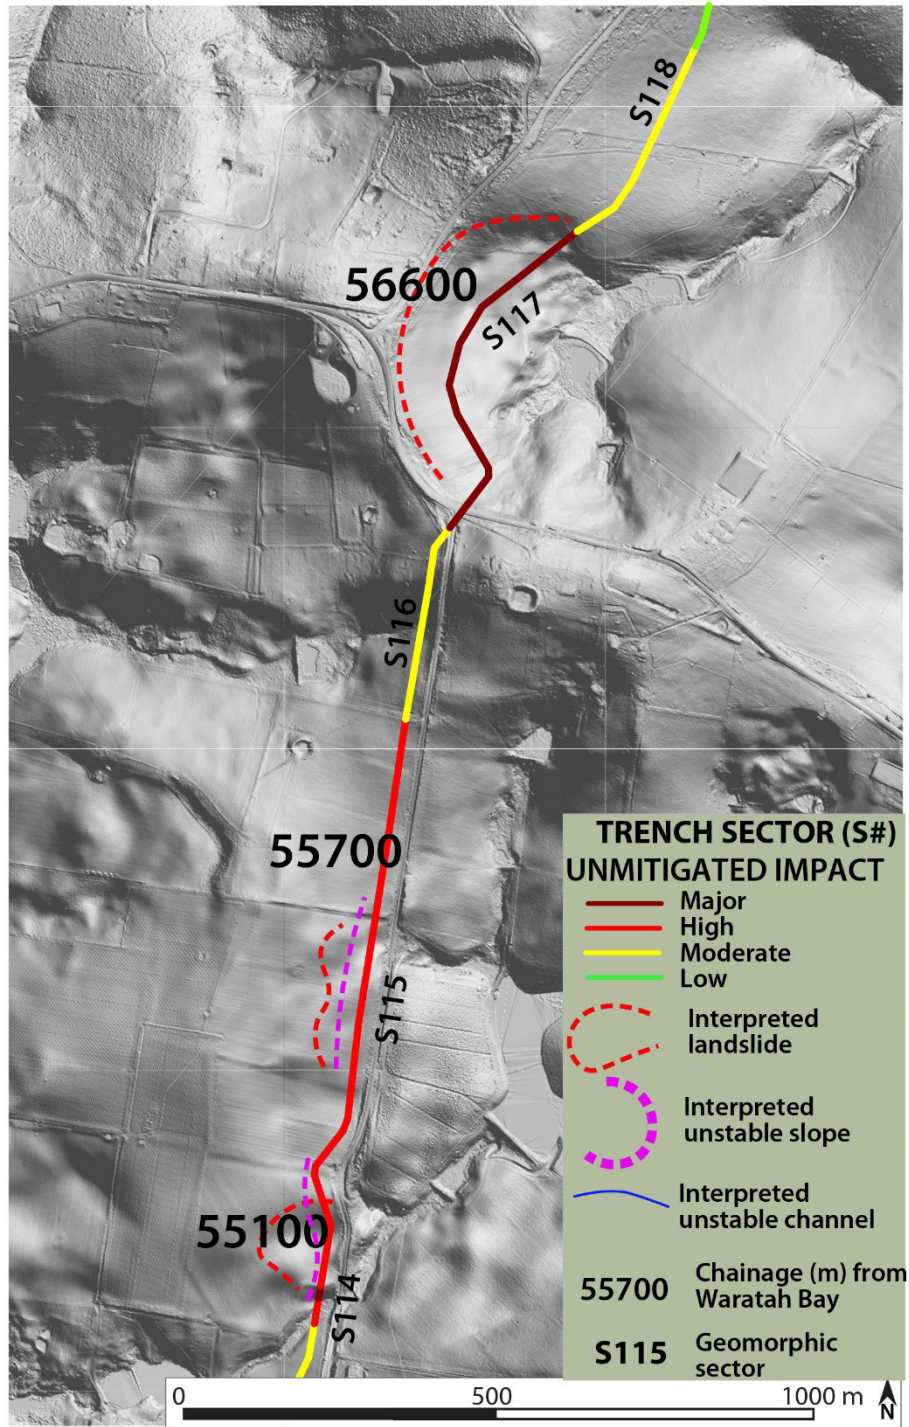 S118
56600
S117
S116
55700
S115
55100
S114
TRENCH SECTOR (S#)
UNMITIGATED IMPACT
Major
High
Moderate
Low
Interpreted
landslide
Interpreted
unstable slope
Interpreted
unstable channel
55700 Chainage (m) from
Waratah Bay
S115 Geomorphic
sector
0 500 1000 m
N